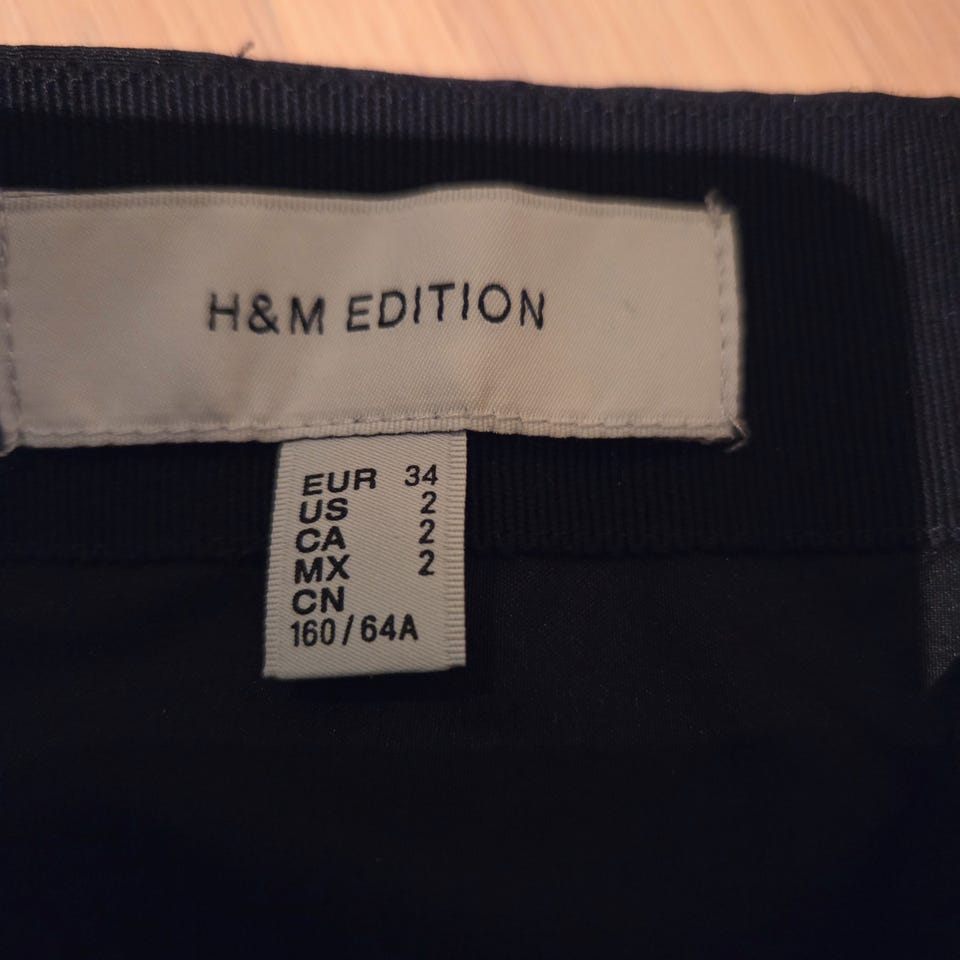 H&M EDITION
EUR 34
US 2
CA 2
MX 2
CN
160/64A